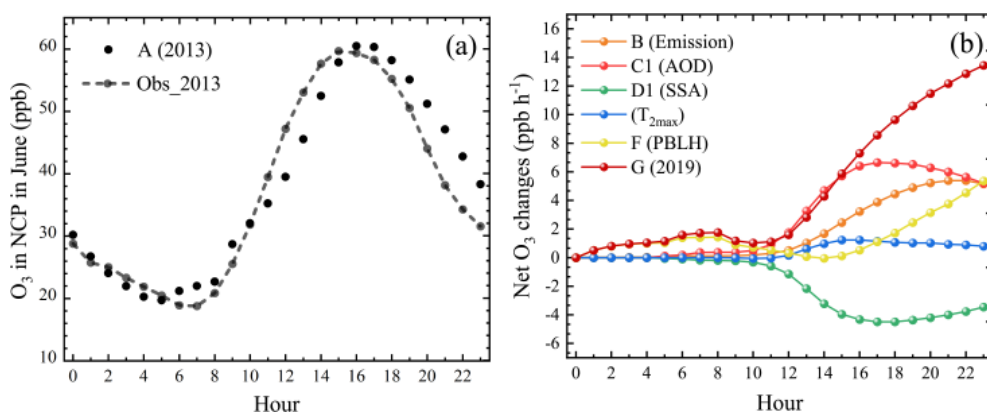 (a)
A (2013)
Obs_2013
O₃ in NCP in June (ppb)
60
50
40
30
20
10
0 2 4 6 8 10 12 14 16 18 20 22
Hour
(b)
B (Emission)
C1 (AOD)
D1 (SSA)
(T₂ₘₐₓ)
F (PBLH)
G (2019)
Net O₃ changes (ppb h⁻¹)
16
14
12
10
8
6
4
2
0
-2
-4
-6
0 2 4 6 8 10 12 14 16 18 20 22
Hour